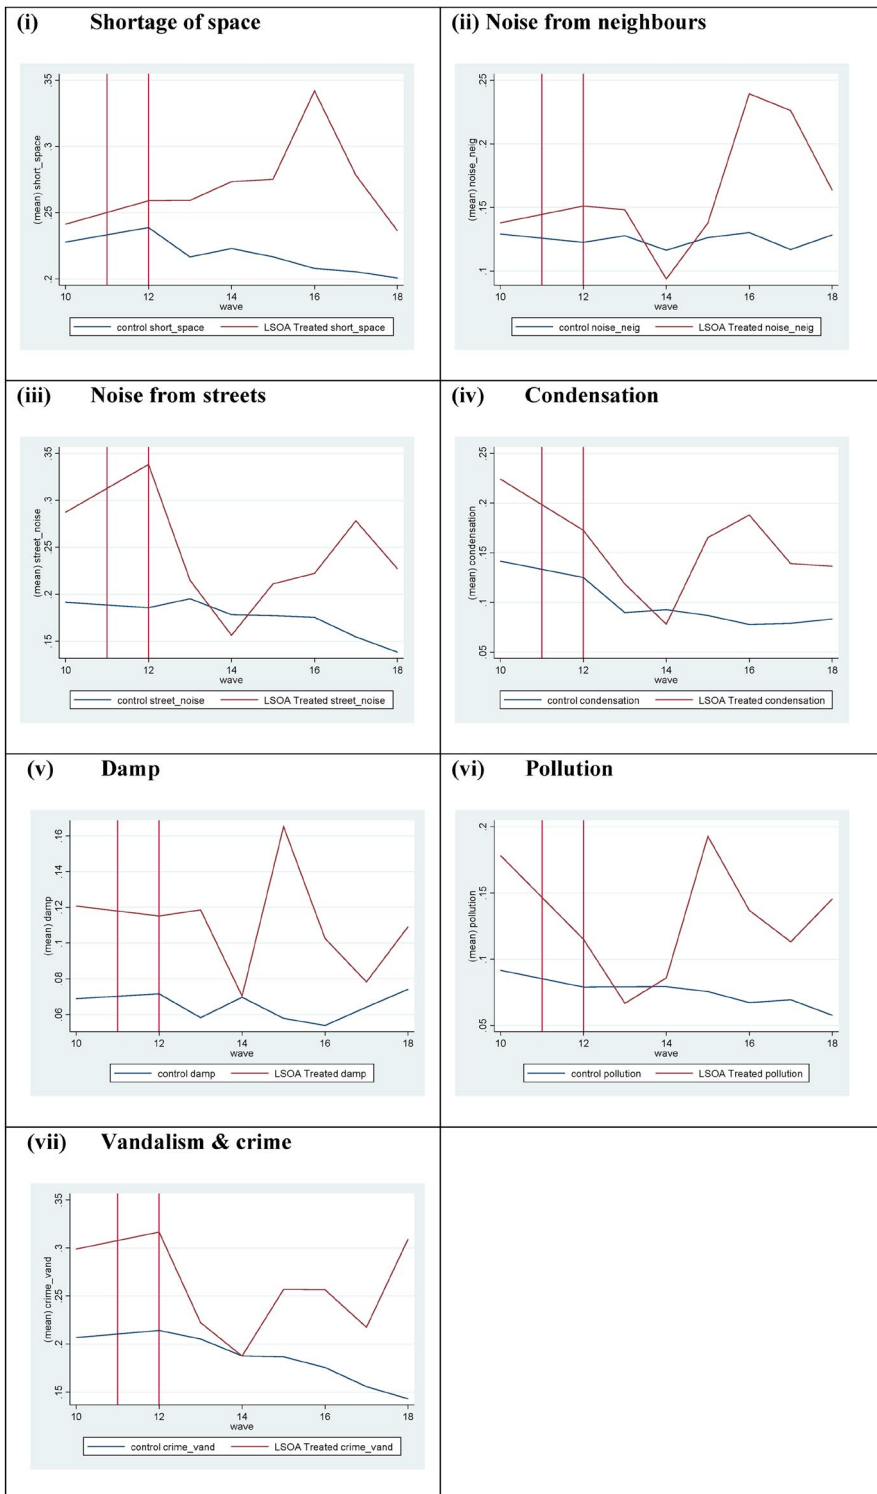 (i) Shortage of space
(mean) short_space
.2 .25 .3 .35
10 12 14 16 18
wave
control short_space LSOA Treated short_space
(ii) Noise from neighbours
(mean) noise_neig
.1 .15 .2 .25
10 12 14 16 18
wave
control noise_neig LSOA Treated noise_neig
(iii) Noise from streets
(mean) street_noise
.15 .2 .25 .3 .35
10 12 14 16 18
wave
control street_noise LSOA Treated street_noise
(iv) Condensation
(mean) condensation
.05 .1 .15 .2 .25
10 12 14 16 18
wave
control condensation LSOA Treated condensation
(v) Damp
(mean) damp
.06 .08 .1 .12 .14 .16
10 12 14 16 18
wave
control damp LSOA Treated damp
(vi) Pollution
(mean) pollution
.05 .1 .15 .2
10 12 14 16 18
wave
control pollution LSOA Treated pollution
(vii) Vandalism & crime
(mean) crime_vand
.15 .2 .25 .3 .35
10 12 14 16 18
wave
control crime_vand LSOA Treated crime_vand